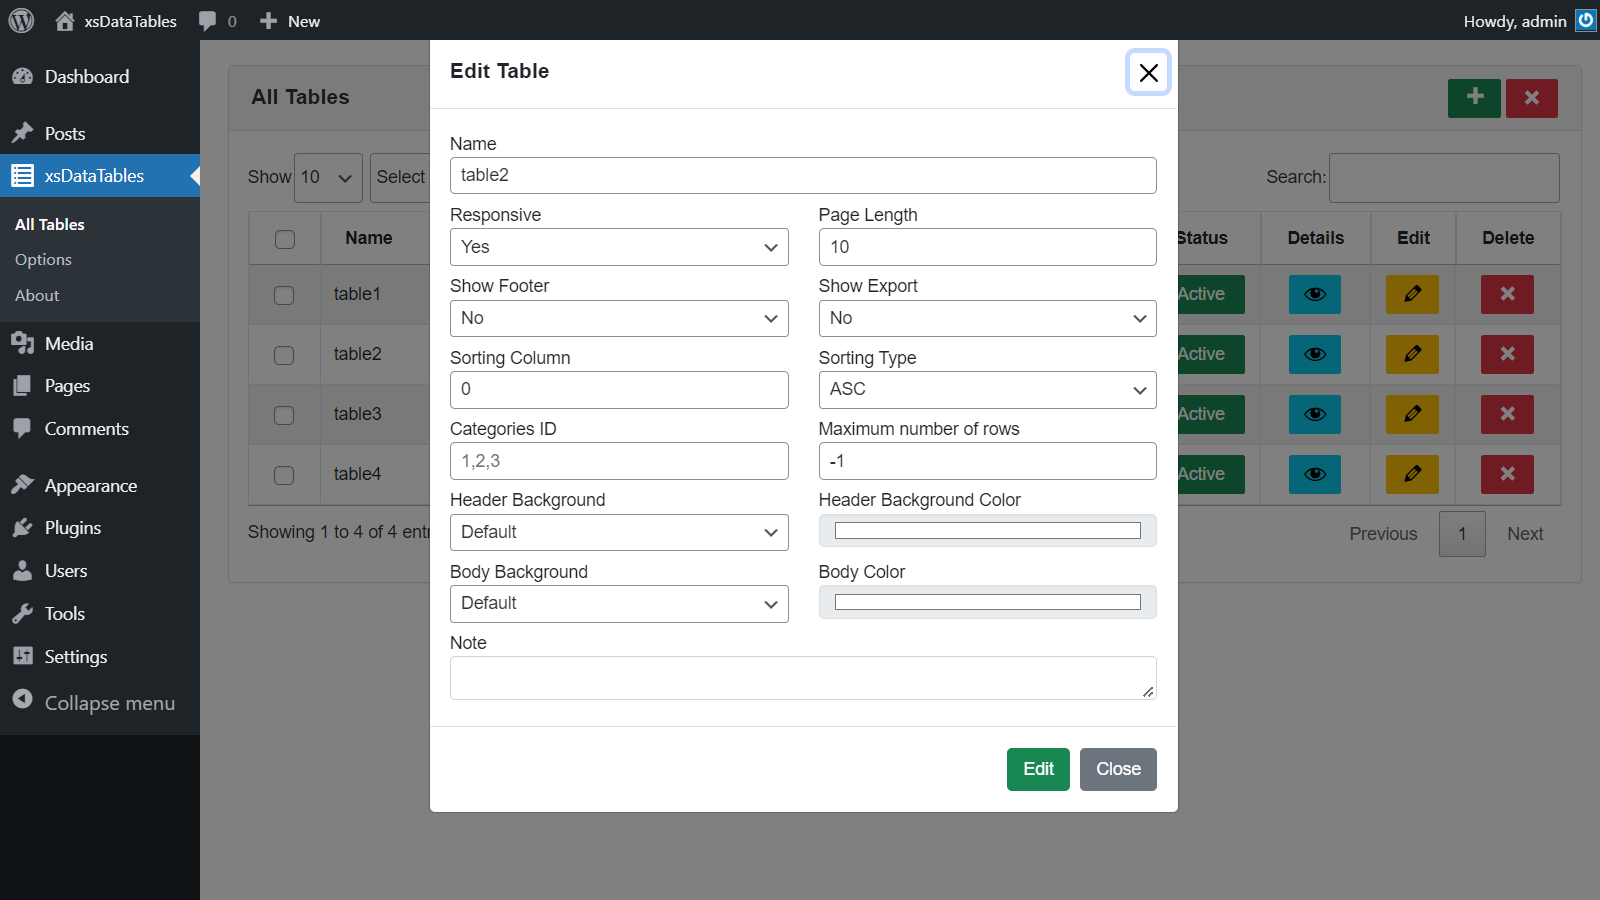 xsDataTables 0 New Howdy, admin
Dashboard
Posts
xsDataTables
All Tables
Options
About
Media
Pages
Comments
Appearance
Plugins
Users
Tools
Settings
Collapse menu
All Tables
Show 10 Select
Search:
Name Status Details Edit Delete
table1 Active
table2 Active
table3 Active
table4 Active
Showing 1 to 4 of 4
Previous 1 Next
Edit Table
Name
table2
Responsive Page Length
Yes 10
Show Footer Show Export
No No
Sorting Column Sorting Type
0 ASC
Categories ID Maximum number of rows
1,2,3 -1
Header Background Header Background Color
Default
Body Background Body Color
Default
Note
Edit Close